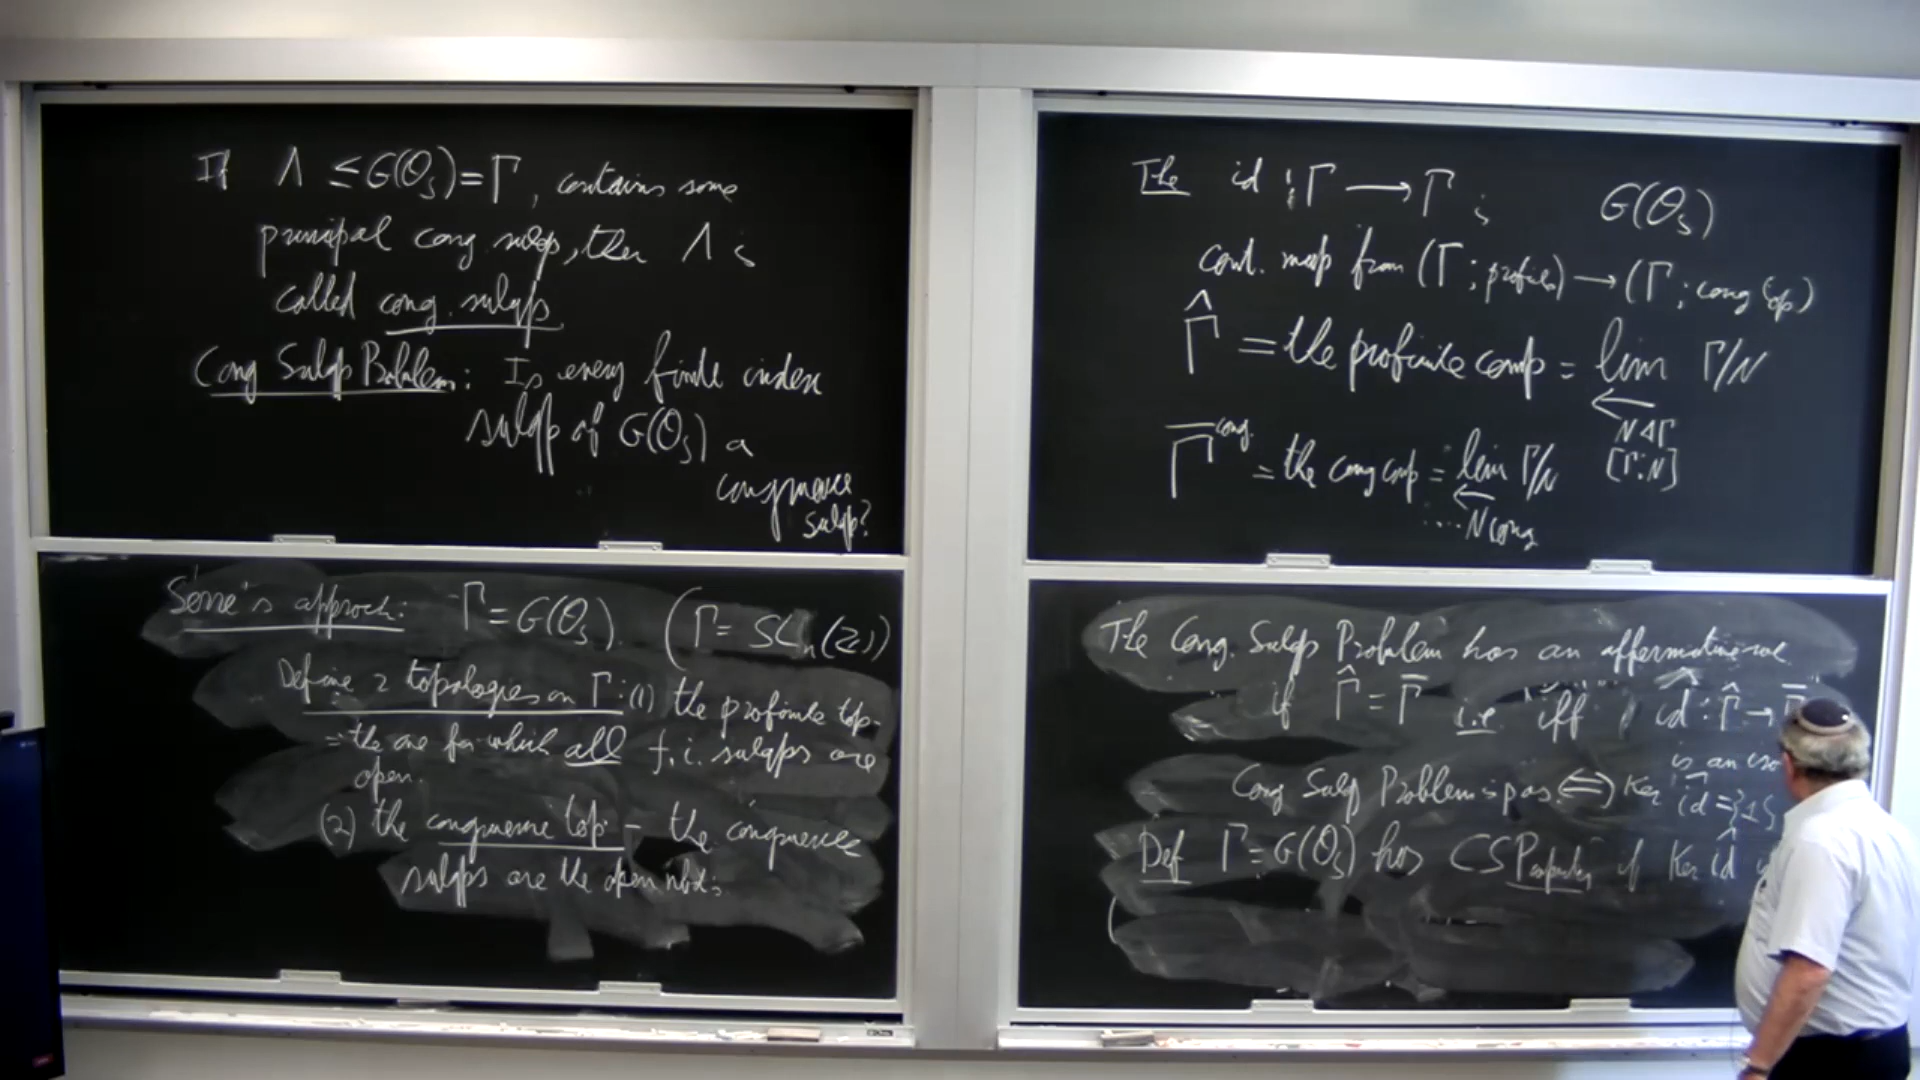 If Λ ≤ G(O_S) = Γ, contains some
principal cong subgp, then Λ is
called cong. subgp
Cong Subgp Problem: Is every finite index
subgp of G(O_S) a
congruence
subgp?
Serre's approch: Γ = G(O_S). (Γ = SL_n(Z))
Define 2 topologies on Γ: (1) the profinite top.
= the one for which all f.i. subgps are
open.
(2) the congruence top. - the congruence
subgps are the open nbds
The id : Γ → Γ is G(O_S)
cont. map from (Γ; profin) → (Γ; cong top)
Γ̂ = the profinite comp = lim Γ/N
←
N ◁ Γ
[Γ:N]
Γ̅^cong. = the cong comp = lim Γ/N
←
.... N cong
The Cong. Subgp Problem has an affermative
if Γ̂ = Γ̅ i.e. iff id̂ : Γ̂ →
is an iso
Cong Subgp Problem pos. ⟺ Ker id̂ = {1}
Def Γ = G(O_S) has CS Property if Ker id̂